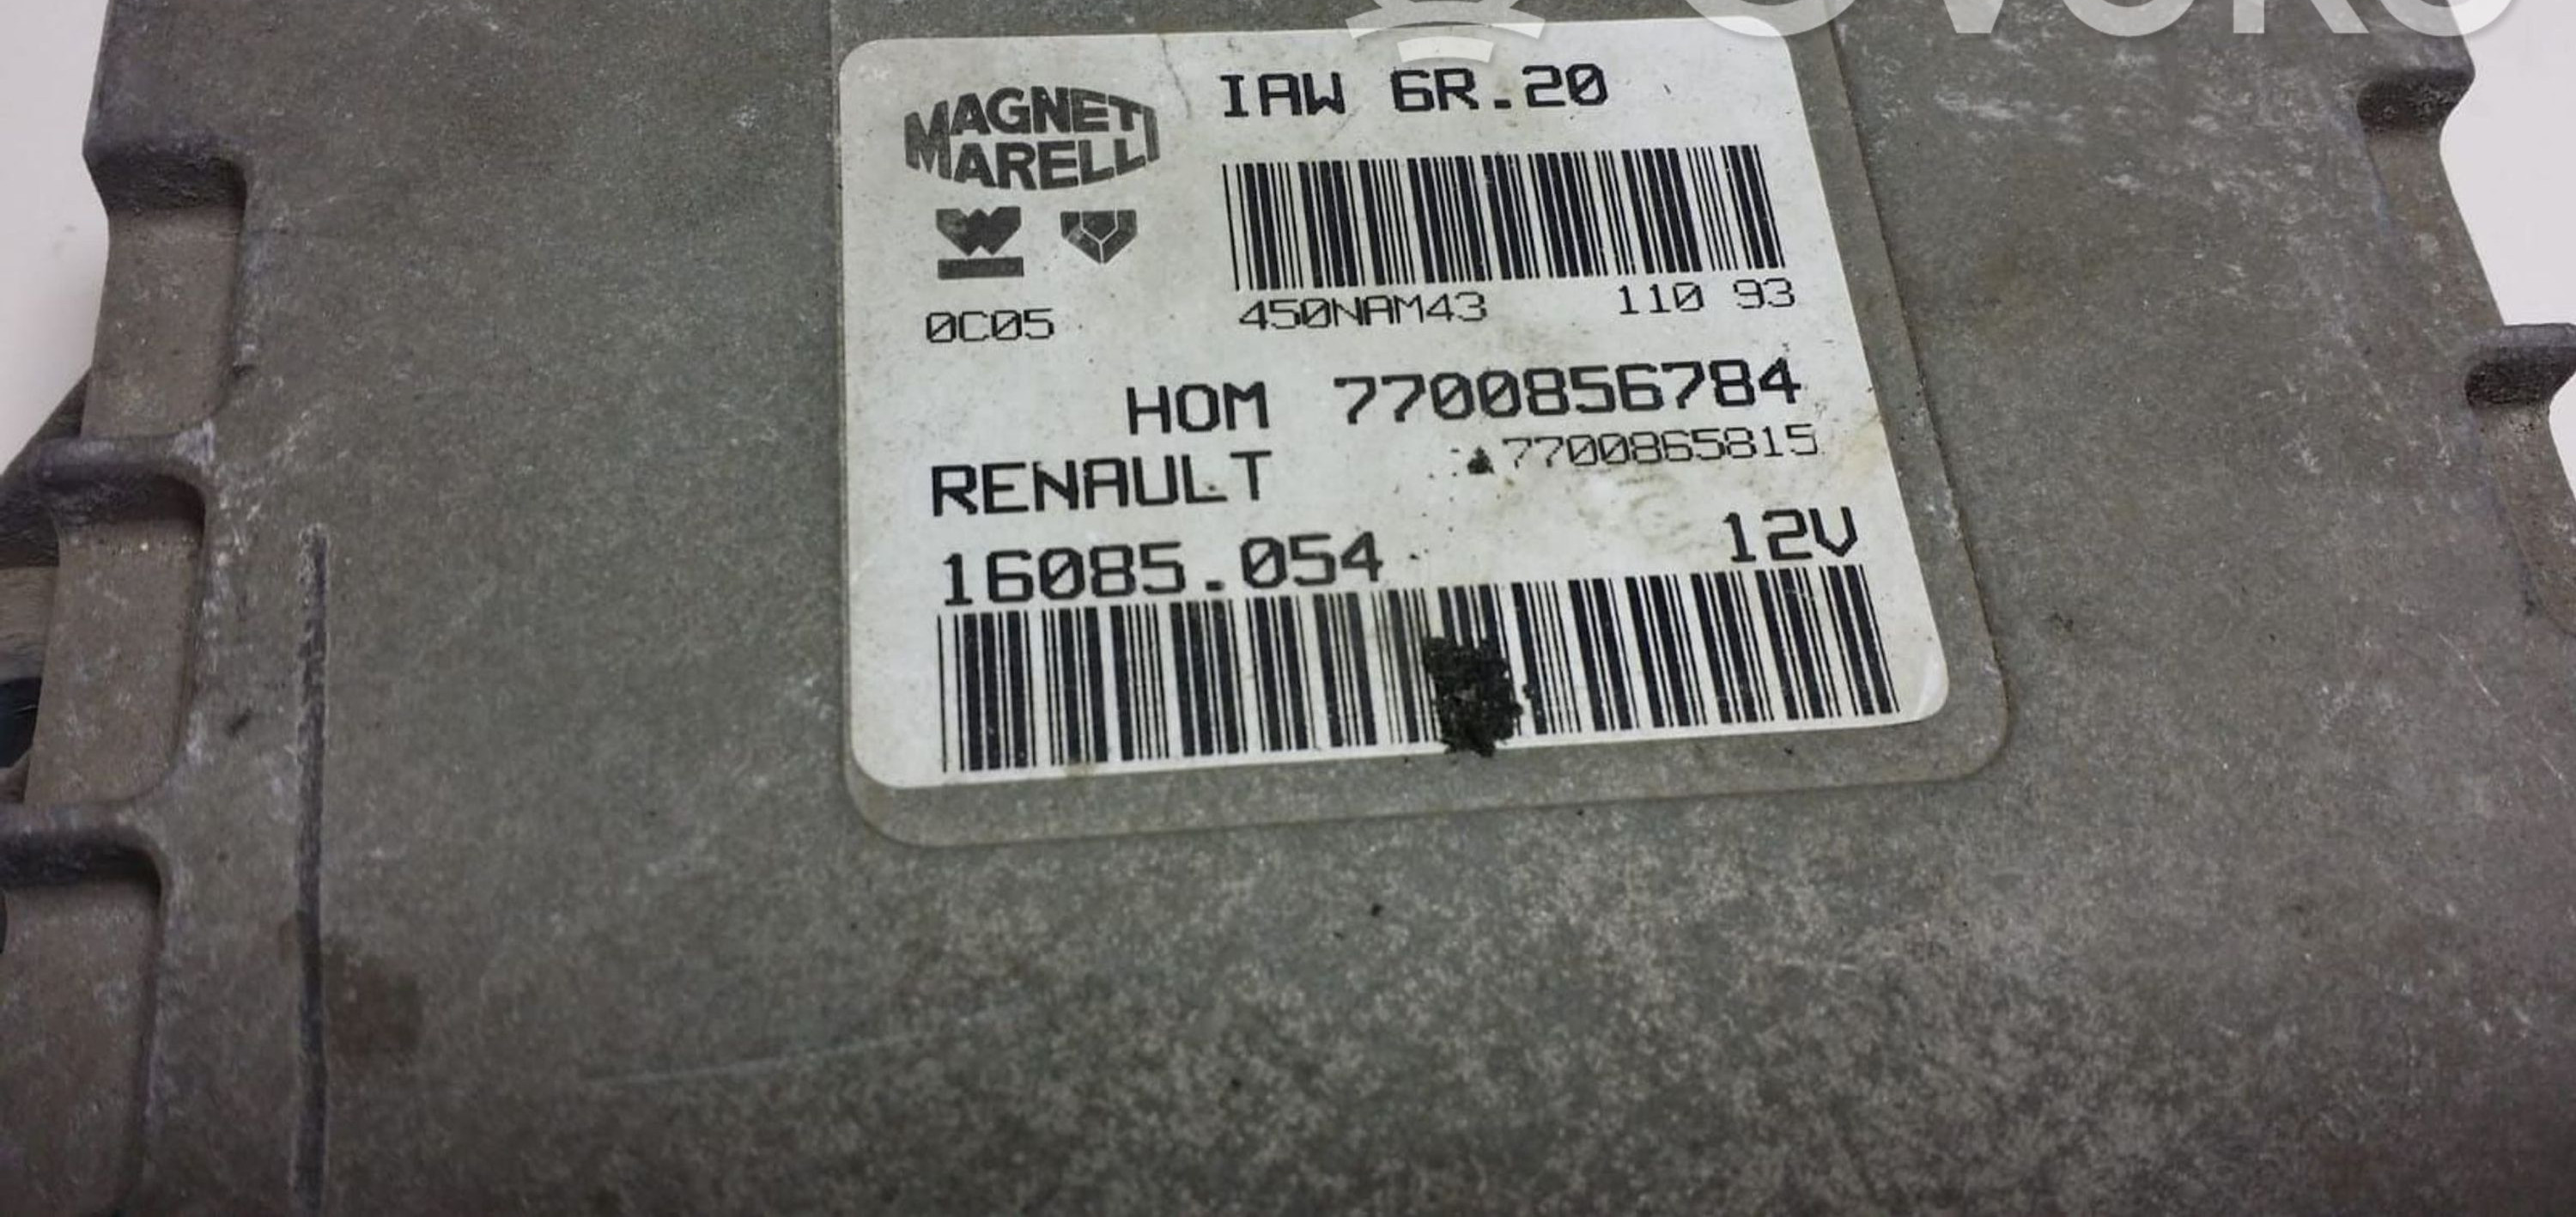 IAW 6R.20
MAGNETI
MARELLI
0C05 450NAM43 110 93
HOM 7700856784
7700865815
RENAULT
16085.054 12V